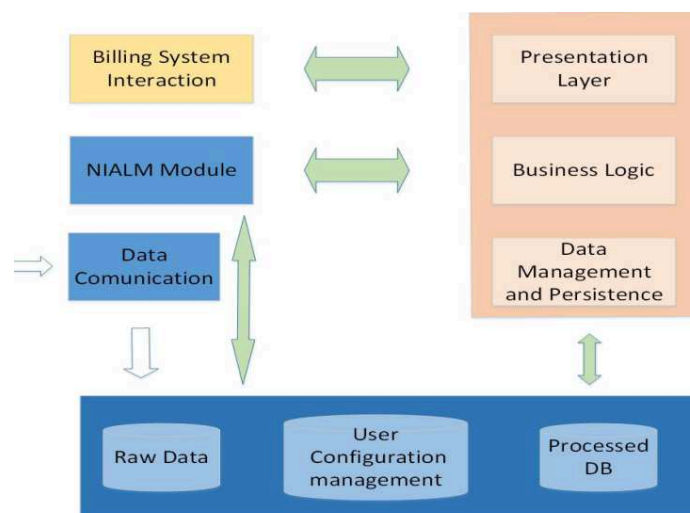 Billing System
Interaction
Presentation
Layer
NIALM Module
Business Logic
Data
Comunication
Data
Management
and Persistence
Raw Data
User
Configuration
management
Processed
DB